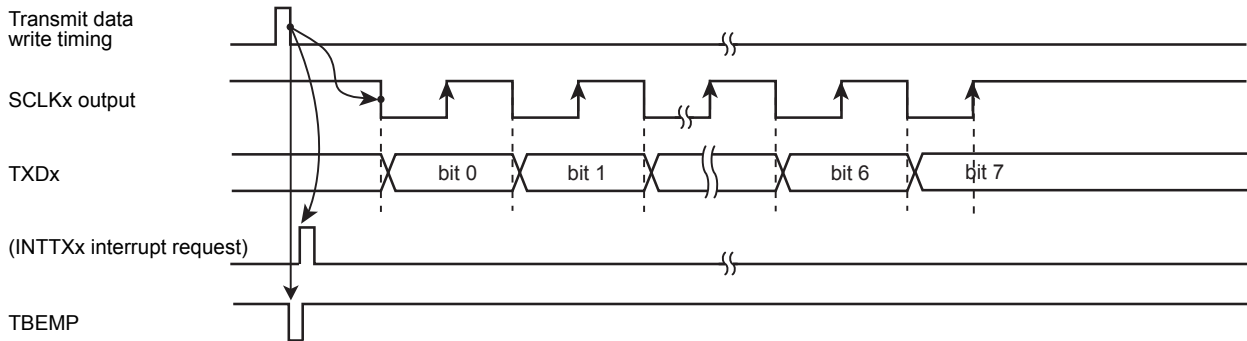 Transmit data
write timing
SCLKx output
TXDx
bit 0
bit 1
bit 6
bit 7
(INTTXx interrupt request)
TBEMP